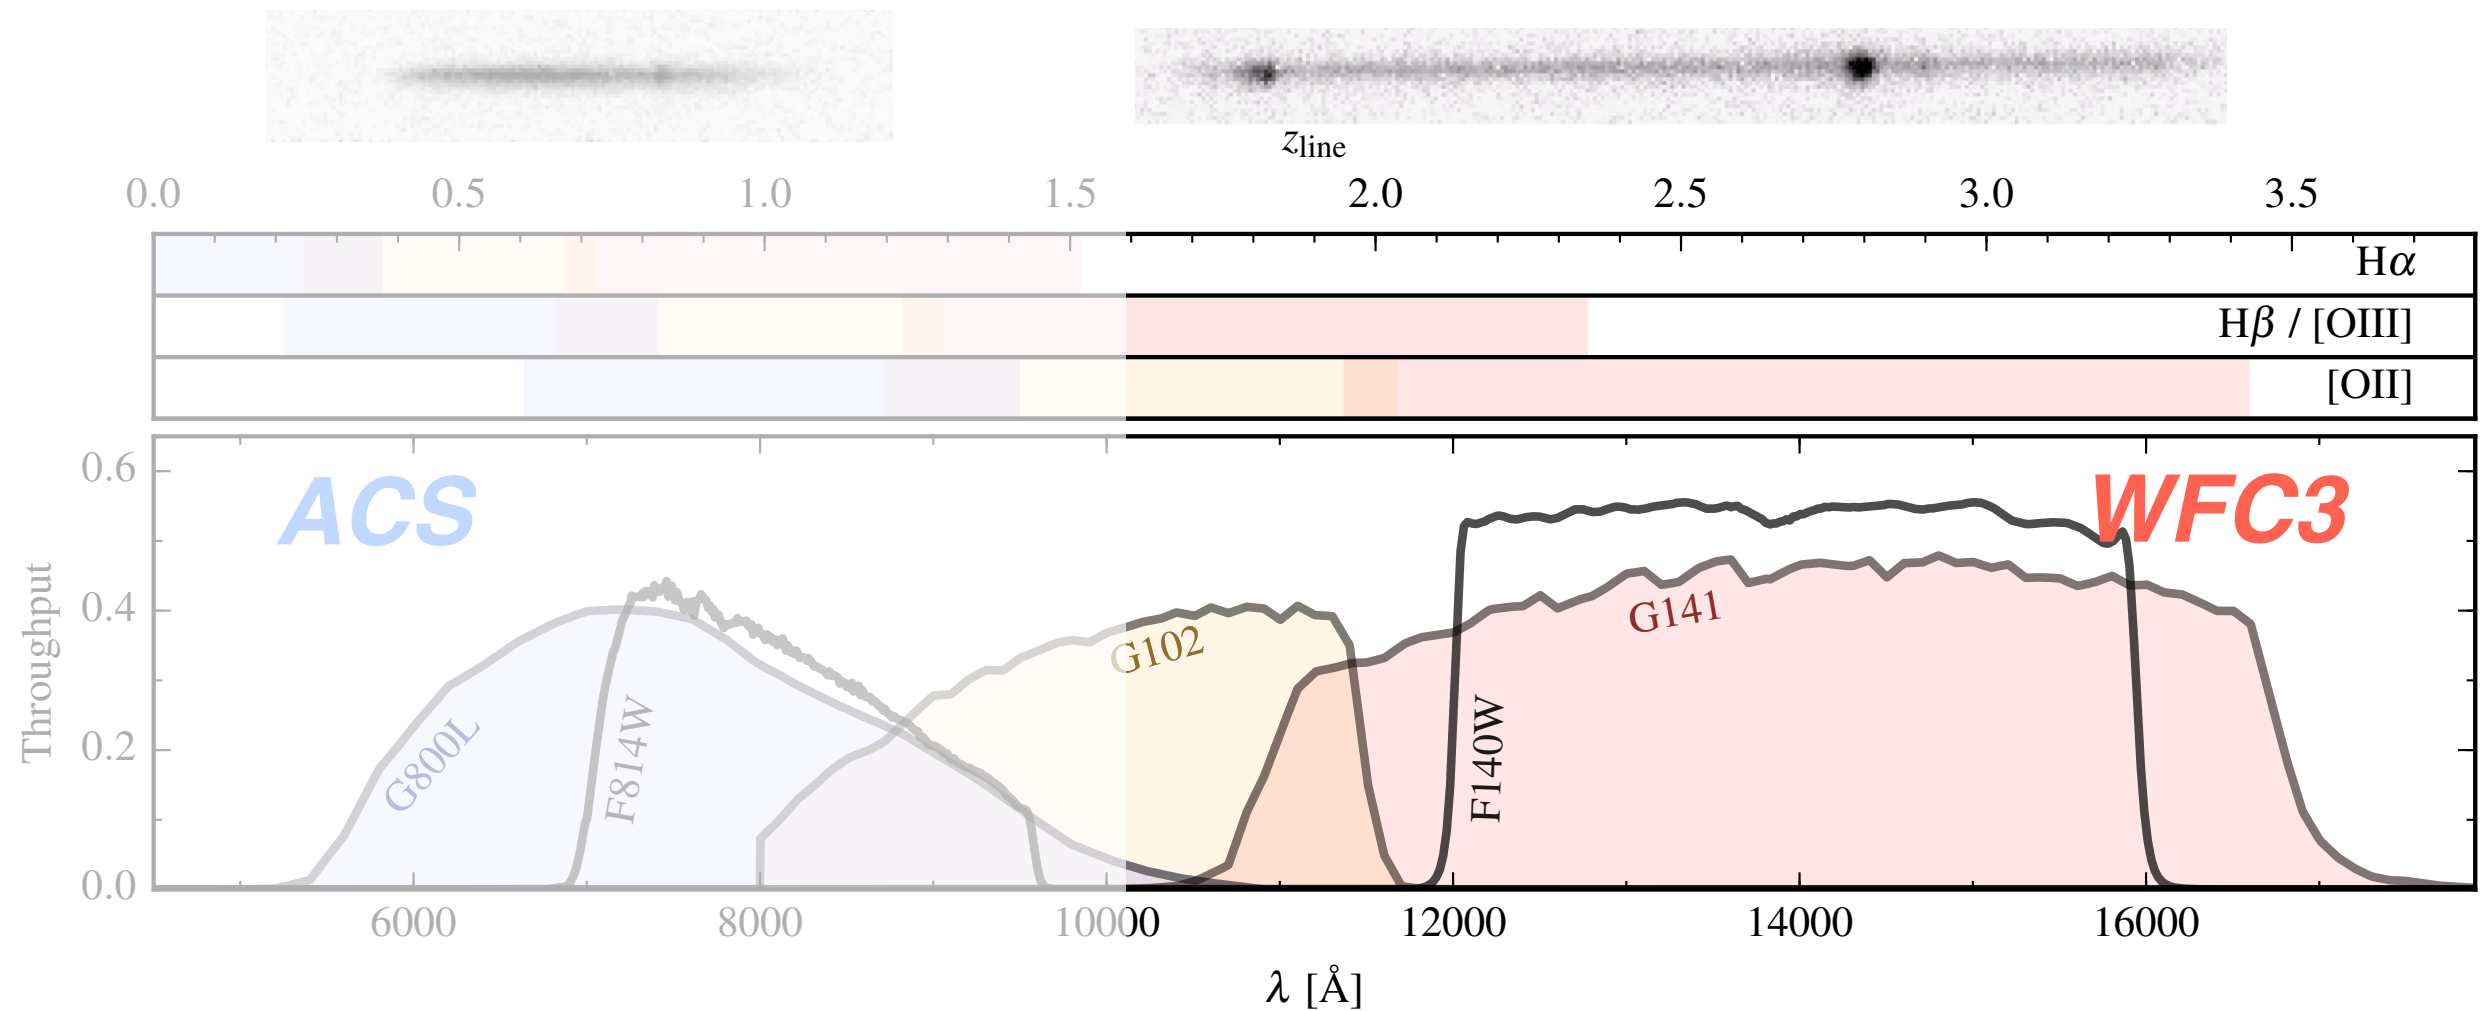 z_line
0.0 0.5 1.0 1.5 2.0 2.5 3.0 3.5
Hα
Hβ / [OIII]
[OII]
0.6
0.4
0.2
0.0
Throughput
ACS
WFC3
G800L
F814W
G102
G141
F140W
6000 8000 10000 12000 14000 16000
λ [Å]